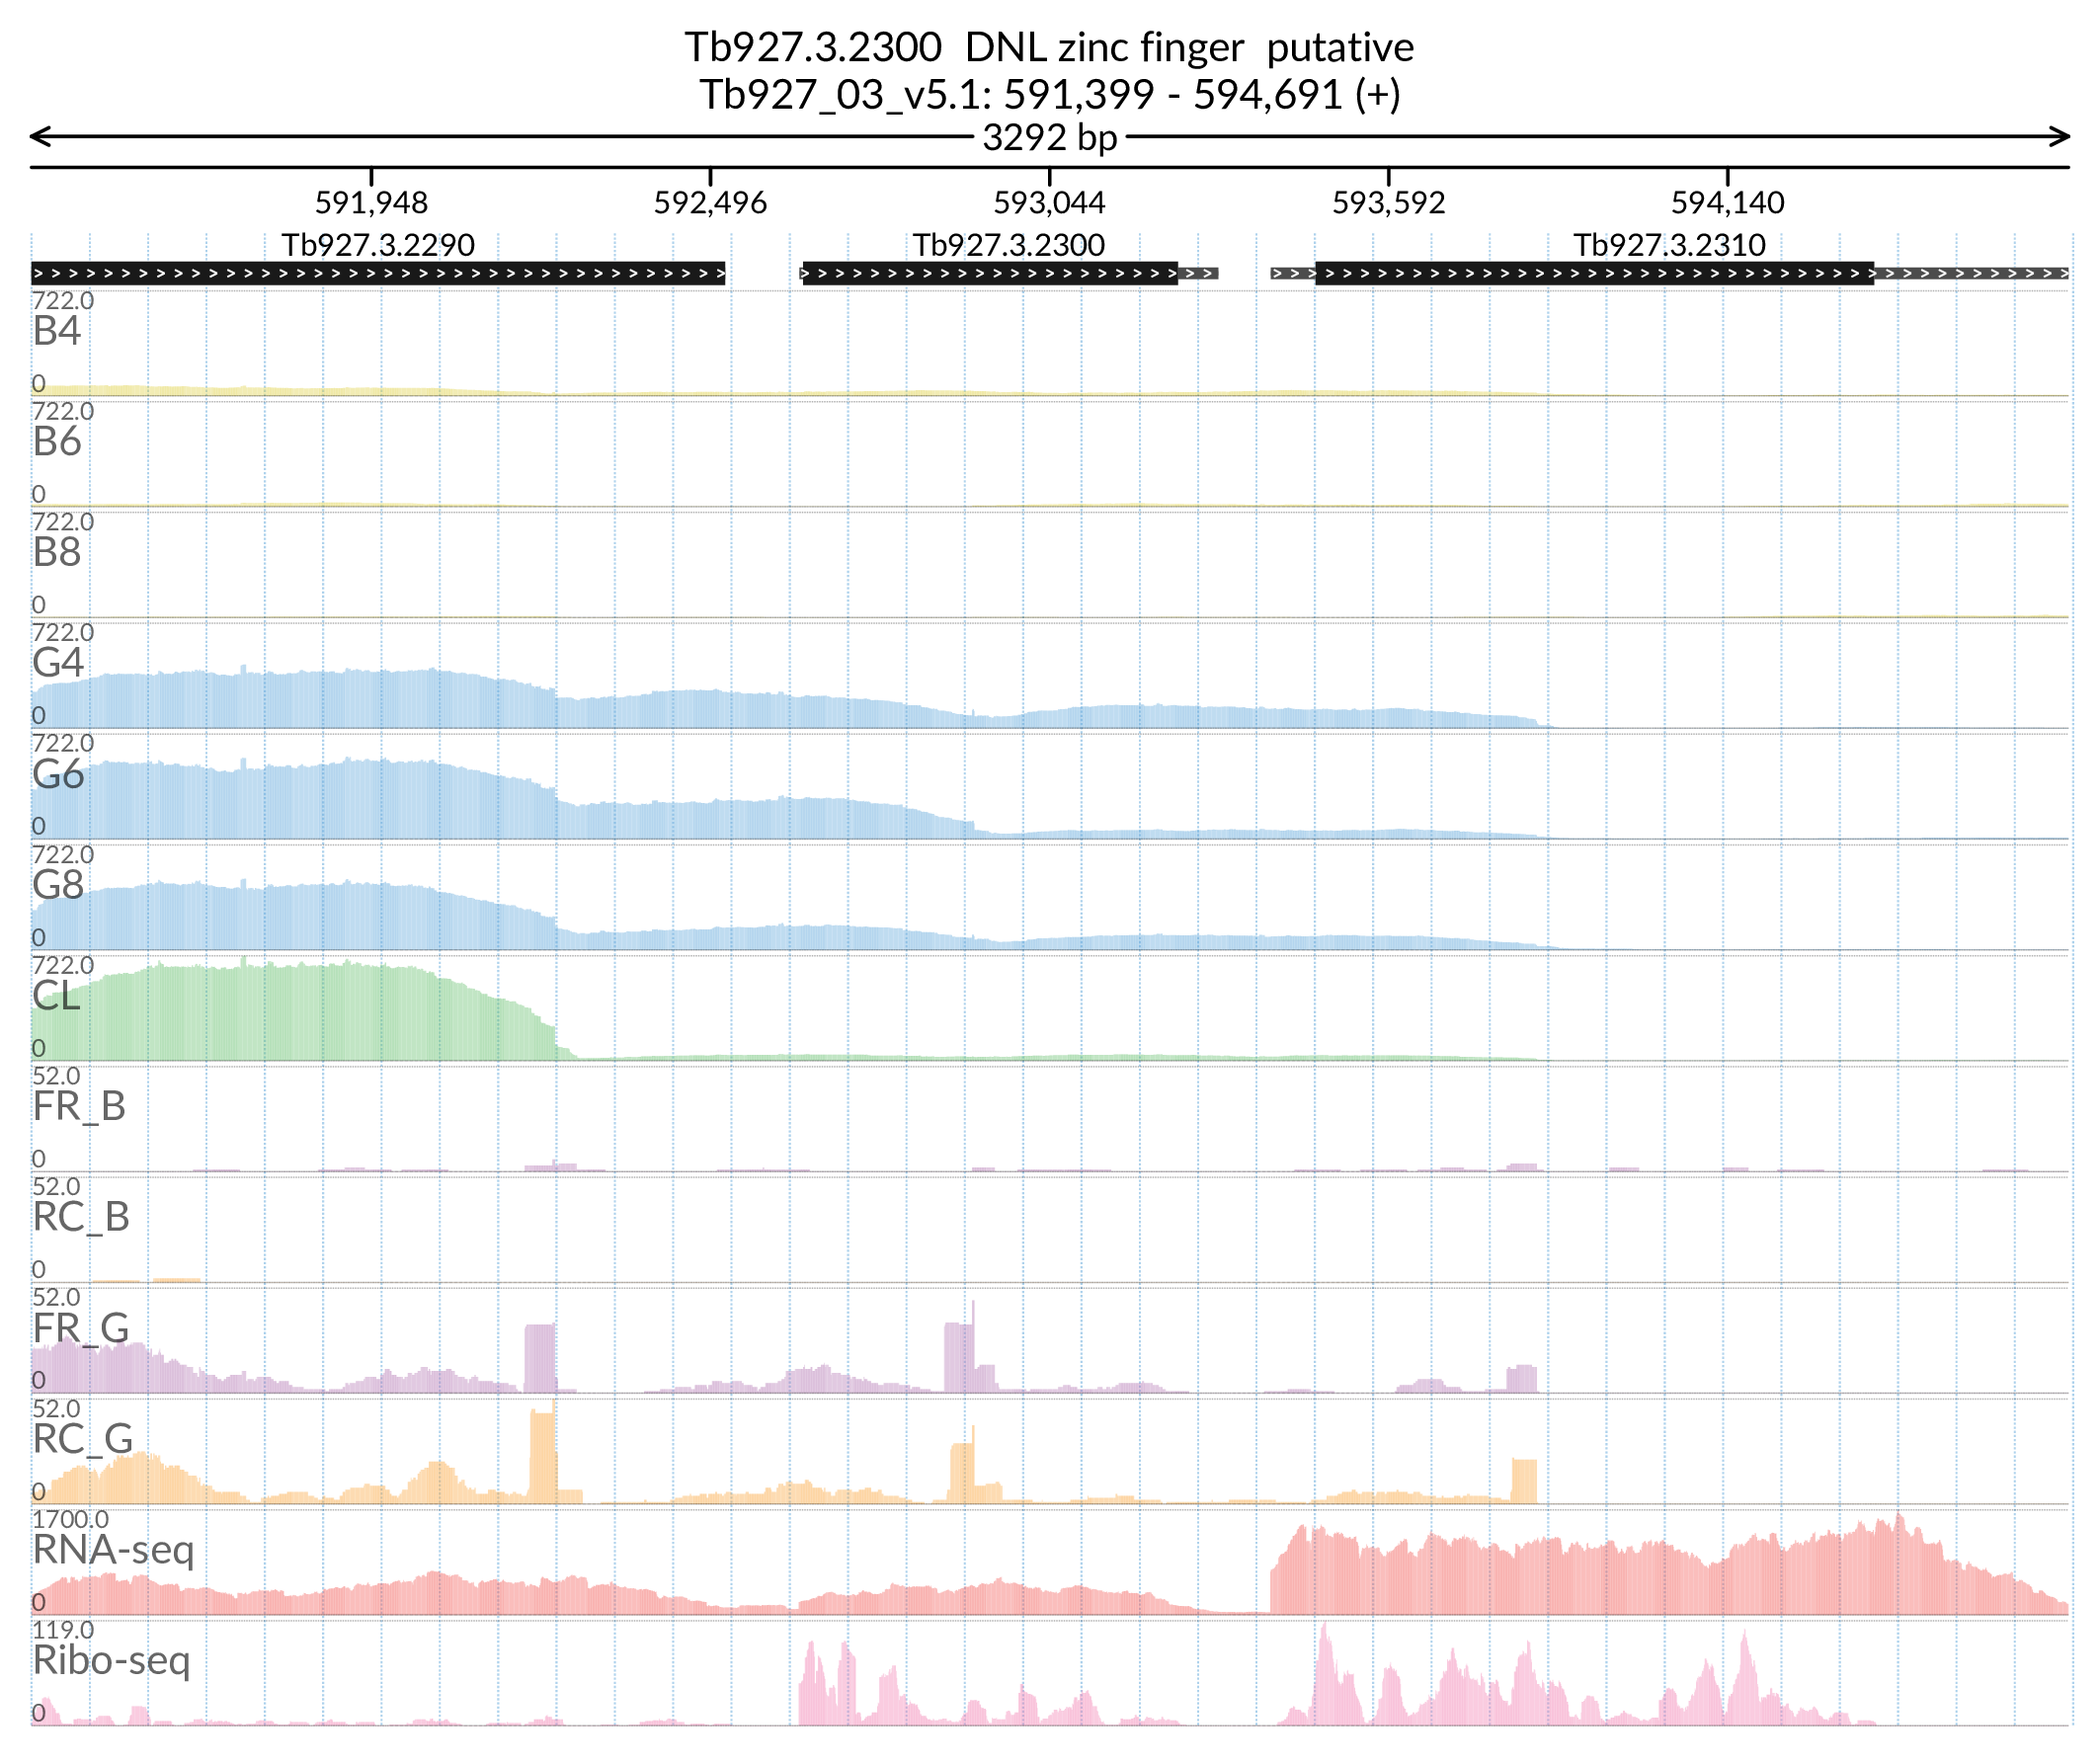 Tb927.3.2300  DNL zinc finger  putative
Tb927_03_v5.1: 591,399 - 594,691 (+)
3292 bp
591,948 592,496 593,044 593,592 594,140
Tb927.3.2290 Tb927.3.2300 Tb927.3.2310
722.0
B4
0
722.0
B6
0
722.0
B8
0
722.0
G4
0
722.0
G6
0
722.0
G8
0
722.0
CL
0
52.0
FR_B
0
52.0
RC_B
0
52.0
FR_G
0
52.0
RC_G
0
1700.0
RNA-seq
0
119.0
Ribo-seq
0